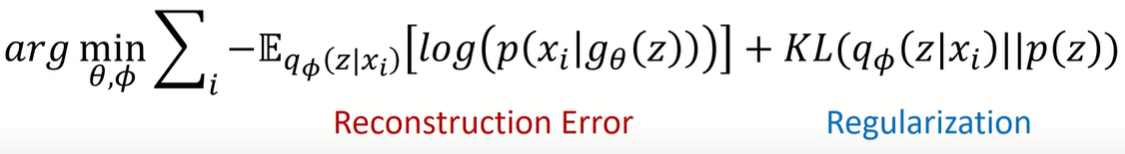 arg min_{θ,ϕ} ∑_i −𝔼_{q_ϕ(z|x_i)}[log(p(x_i|g_θ(z)))] + KL(q_ϕ(z|x_i)||p(z))
Reconstruction Error Regularization